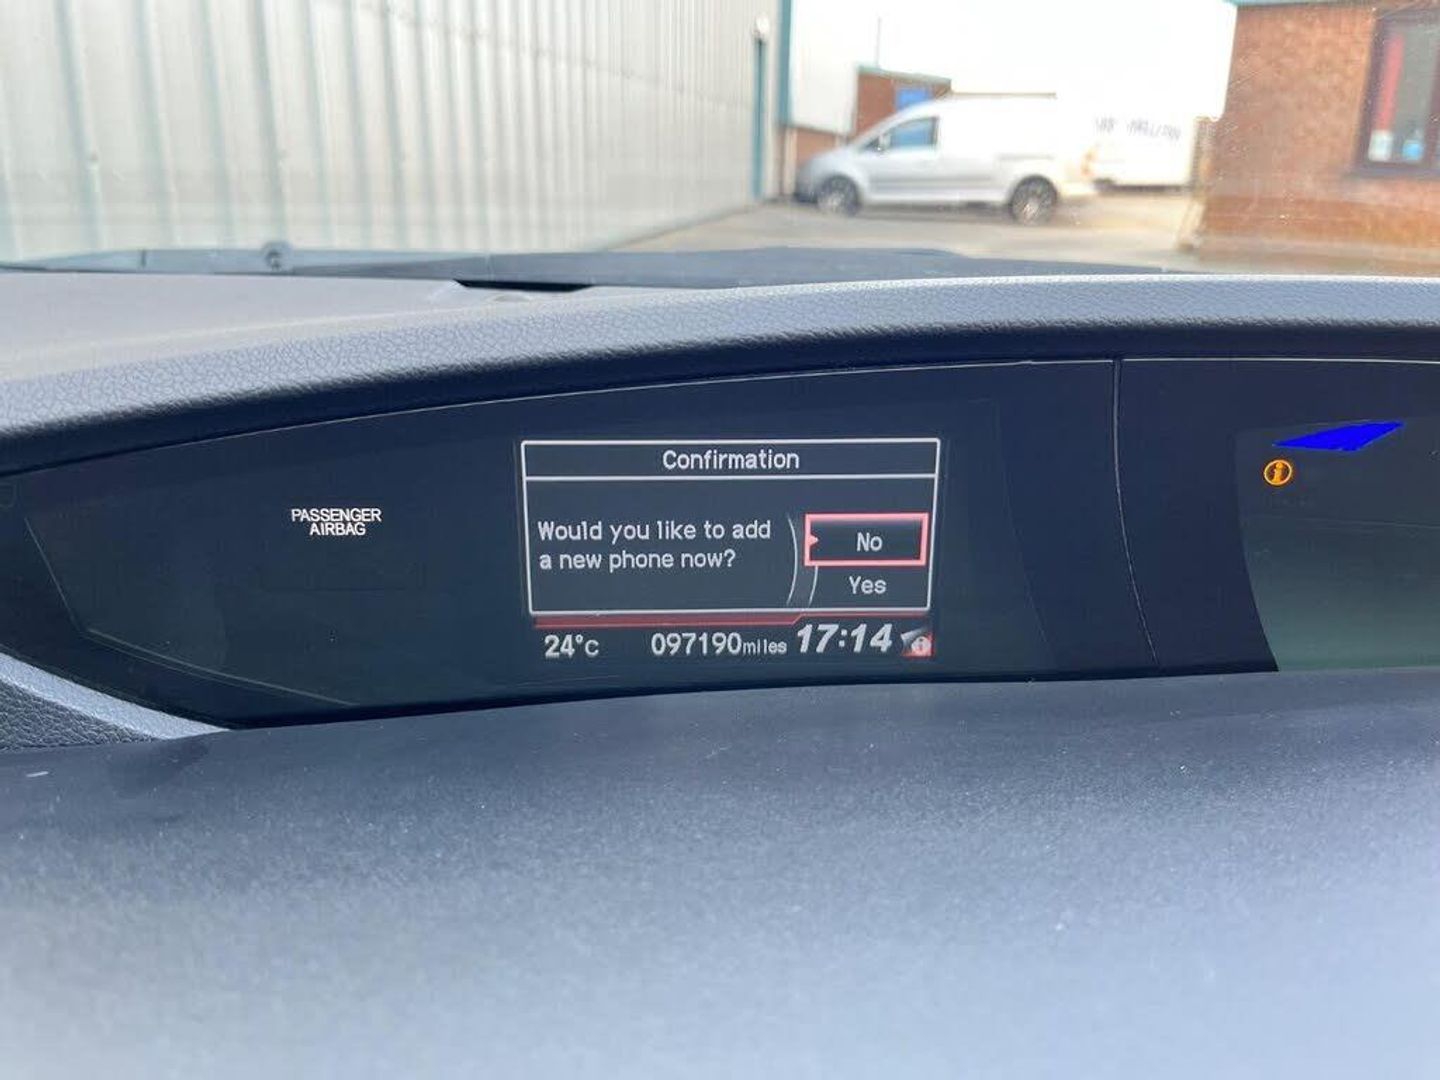 PASSENGER
AIRBAG
Confirmation
Would you like to add
a new phone now?
No
Yes
24°C
097190miles
17:14